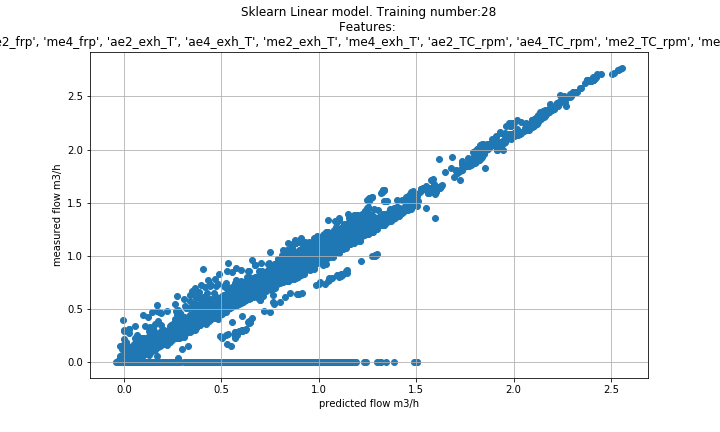 Sklearn Linear model. Training number:28
Features:
e2_frp', 'me4_frp', 'ae2_exh_T', 'ae4_exh_T', 'me2_exh_T', 'me4_exh_T', 'ae2_TC_rpm', 'ae4_TC_rpm', 'me2_TC_rpm', 'me
measured flow m3/h
2.5
2.0
1.5
1.0
0.5
0.0
0.0 0.5 1.0 1.5 2.0 2.5
predicted flow m3/h